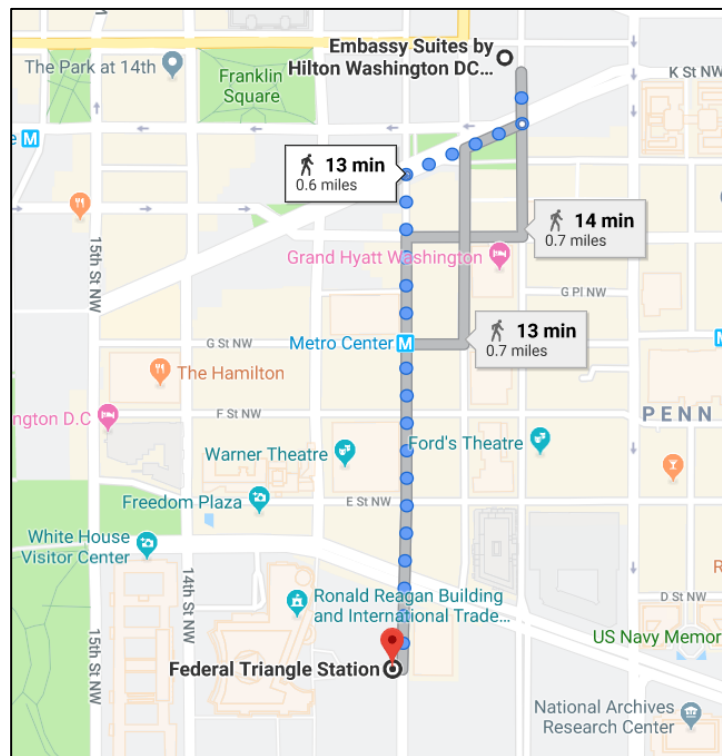 Embassy Suites by
Hilton Washington DC...
The Park at 14th
Franklin
Square
K St NW
M
13 min
0.6 miles
14 min
0.7 miles
15th St NW
Grand Hyatt Washington
G Pl NW
13 min
0.7 miles
G St NW
Metro Center
M
The Hamilton
F St NW
PENN
ngton D.C
Warner Theatre
Ford's Theatre
Freedom Plaza
E St NW
White House
Visitor Center
14th St NW
Ronald Reagan Building
and International Trade...
D St NW
US Navy Memor
15th St NW
Federal Triangle Station
National Archives
Research Center